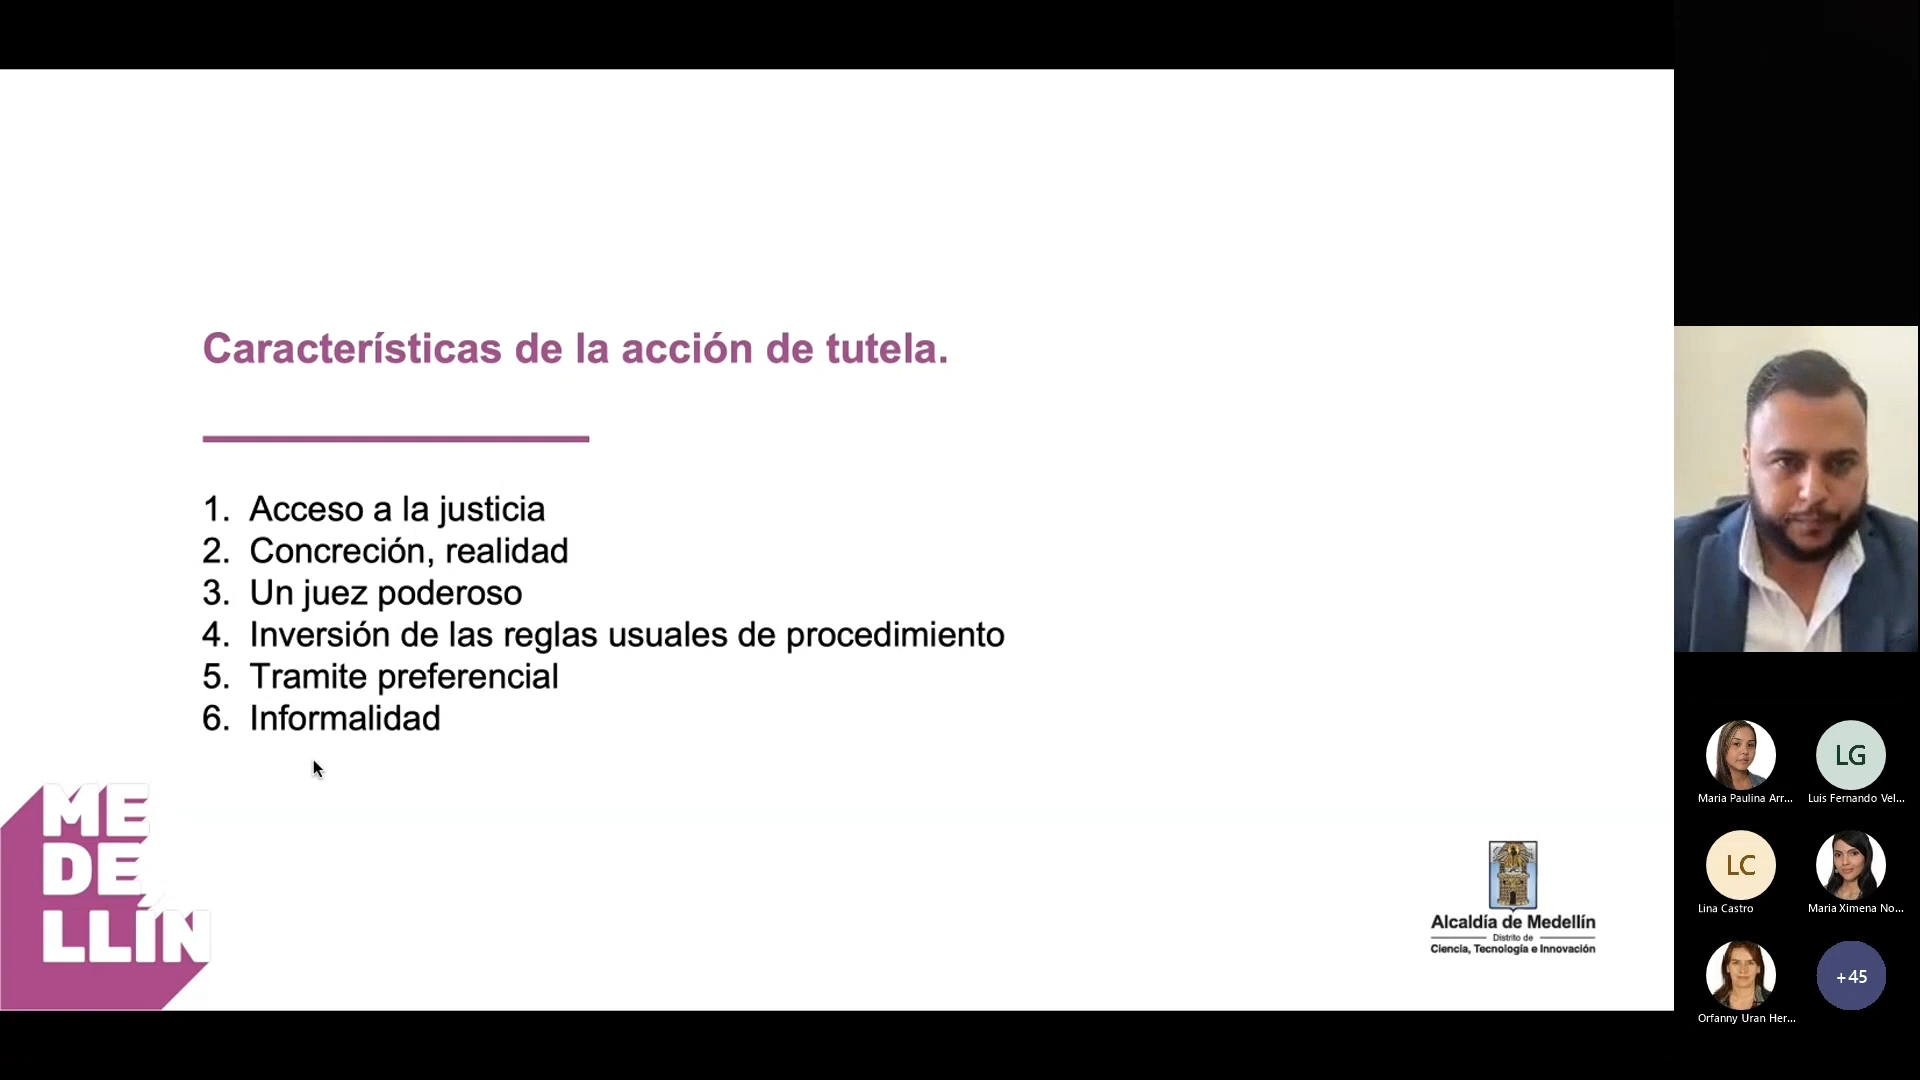 Características de la acción de tutela.
1. Acceso a la justicia
2. Concreción, realidad
3. Un juez poderoso
4. Inversión de las reglas usuales de procedimiento
5. Tramite preferencial
6. Informalidad
ME
DE,
LLÍN
Alcaldía de Medellín
Distrito de
Ciencia, Tecnología e Innovación
LG
Maria Paulina Arr...
Luis Fernando Vel...
LC
Lina Castro
Maria Ximena No...
+45
Orfanny Uran Her...